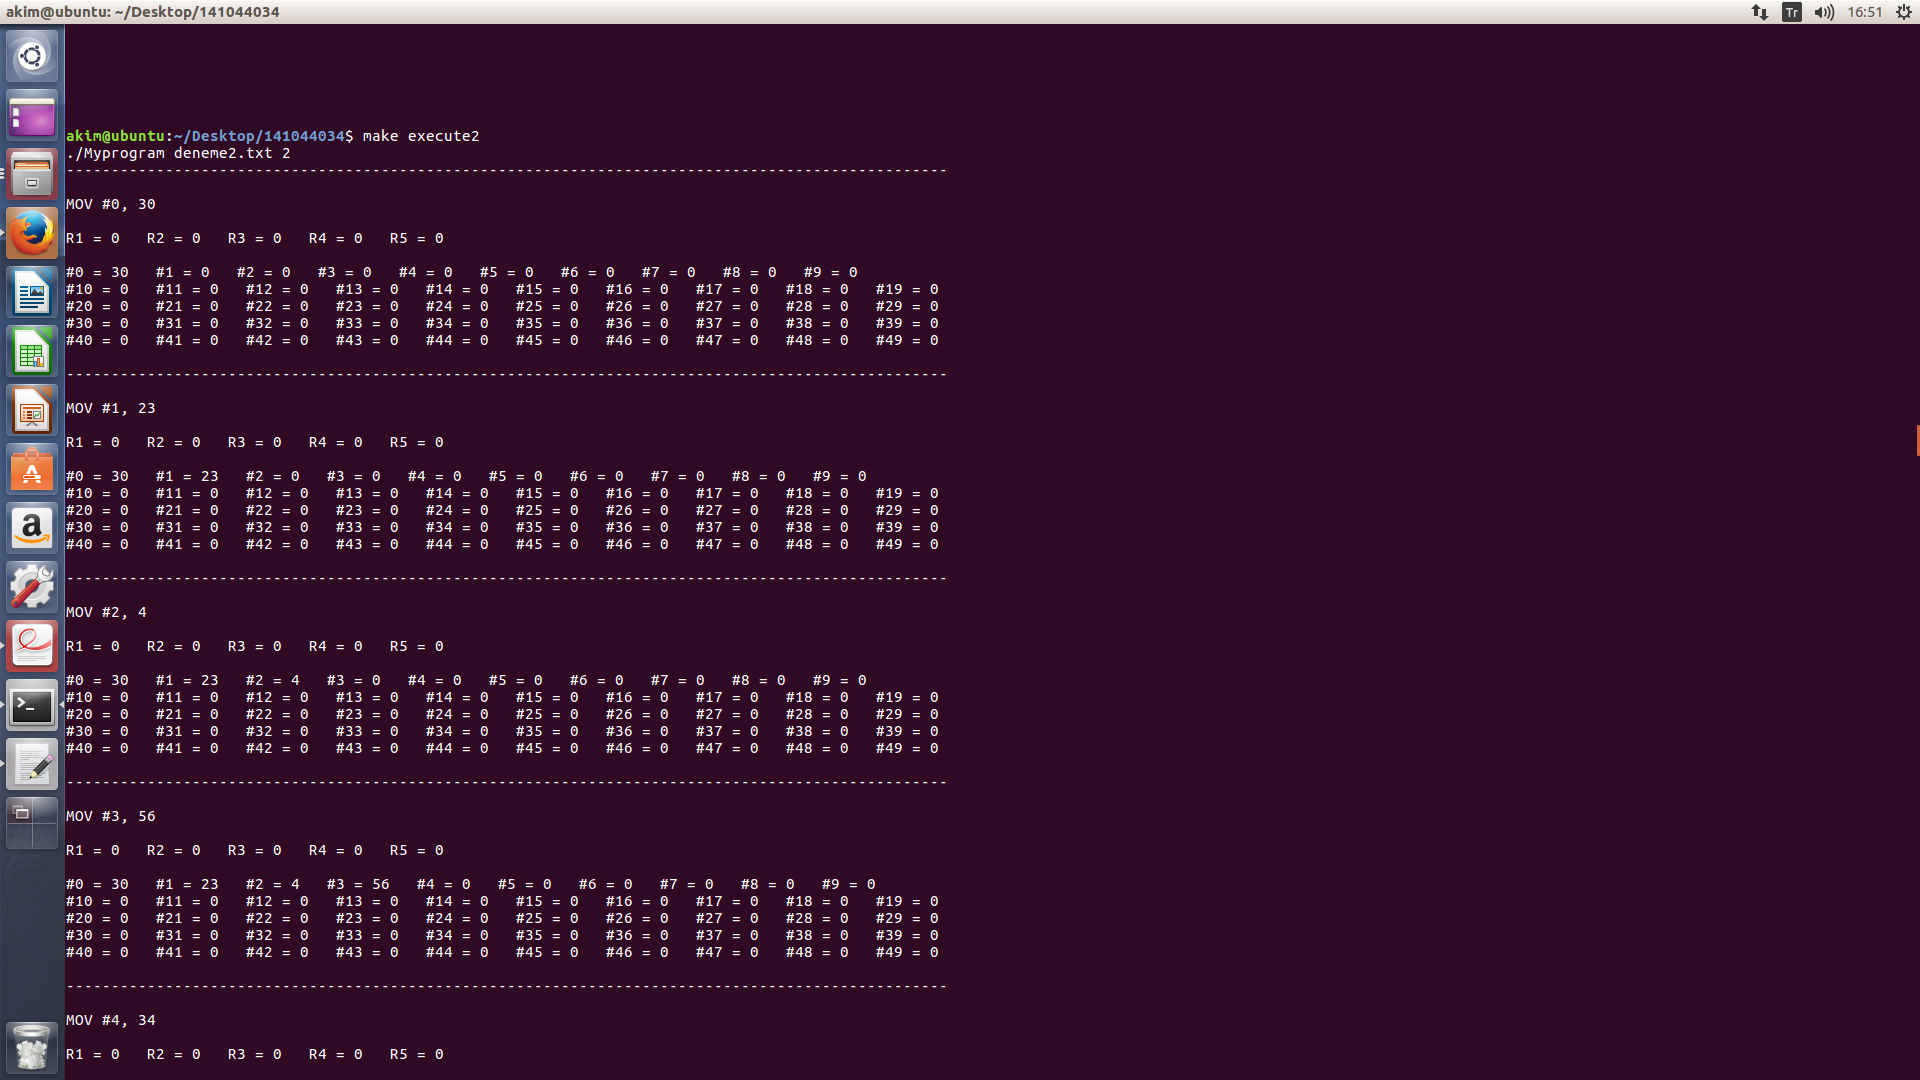 akim@ubuntu: ~/Desktop/141044034
Tr
16:51
akim@ubuntu:~/Desktop/141044034$ make execute2
./Myprogram deneme2.txt 2
--------------------------------------------------------------------------------------------------
MOV #0, 30
R1 = 0   R2 = 0   R3 = 0   R4 = 0   R5 = 0
#0 = 30   #1 = 0   #2 = 0   #3 = 0   #4 = 0   #5 = 0   #6 = 0   #7 = 0   #8 = 0   #9 = 0
#10 = 0   #11 = 0   #12 = 0   #13 = 0   #14 = 0   #15 = 0   #16 = 0   #17 = 0   #18 = 0   #19 = 0
#20 = 0   #21 = 0   #22 = 0   #23 = 0   #24 = 0   #25 = 0   #26 = 0   #27 = 0   #28 = 0   #29 = 0
#30 = 0   #31 = 0   #32 = 0   #33 = 0   #34 = 0   #35 = 0   #36 = 0   #37 = 0   #38 = 0   #39 = 0
#40 = 0   #41 = 0   #42 = 0   #43 = 0   #44 = 0   #45 = 0   #46 = 0   #47 = 0   #48 = 0   #49 = 0
--------------------------------------------------------------------------------------------------
MOV #1, 23
R1 = 0   R2 = 0   R3 = 0   R4 = 0   R5 = 0
#0 = 30   #1 = 23   #2 = 0   #3 = 0   #4 = 0   #5 = 0   #6 = 0   #7 = 0   #8 = 0   #9 = 0
#10 = 0   #11 = 0   #12 = 0   #13 = 0   #14 = 0   #15 = 0   #16 = 0   #17 = 0   #18 = 0   #19 = 0
#20 = 0   #21 = 0   #22 = 0   #23 = 0   #24 = 0   #25 = 0   #26 = 0   #27 = 0   #28 = 0   #29 = 0
#30 = 0   #31 = 0   #32 = 0   #33 = 0   #34 = 0   #35 = 0   #36 = 0   #37 = 0   #38 = 0   #39 = 0
#40 = 0   #41 = 0   #42 = 0   #43 = 0   #44 = 0   #45 = 0   #46 = 0   #47 = 0   #48 = 0   #49 = 0
--------------------------------------------------------------------------------------------------
MOV #2, 4
R1 = 0   R2 = 0   R3 = 0   R4 = 0   R5 = 0
#0 = 30   #1 = 23   #2 = 4   #3 = 0   #4 = 0   #5 = 0   #6 = 0   #7 = 0   #8 = 0   #9 = 0
#10 = 0   #11 = 0   #12 = 0   #13 = 0   #14 = 0   #15 = 0   #16 = 0   #17 = 0   #18 = 0   #19 = 0
#20 = 0   #21 = 0   #22 = 0   #23 = 0   #24 = 0   #25 = 0   #26 = 0   #27 = 0   #28 = 0   #29 = 0
#30 = 0   #31 = 0   #32 = 0   #33 = 0   #34 = 0   #35 = 0   #36 = 0   #37 = 0   #38 = 0   #39 = 0
#40 = 0   #41 = 0   #42 = 0   #43 = 0   #44 = 0   #45 = 0   #46 = 0   #47 = 0   #48 = 0   #49 = 0
--------------------------------------------------------------------------------------------------
MOV #3, 56
R1 = 0   R2 = 0   R3 = 0   R4 = 0   R5 = 0
#0 = 30   #1 = 23   #2 = 4   #3 = 56   #4 = 0   #5 = 0   #6 = 0   #7 = 0   #8 = 0   #9 = 0
#10 = 0   #11 = 0   #12 = 0   #13 = 0   #14 = 0   #15 = 0   #16 = 0   #17 = 0   #18 = 0   #19 = 0
#20 = 0   #21 = 0   #22 = 0   #23 = 0   #24 = 0   #25 = 0   #26 = 0   #27 = 0   #28 = 0   #29 = 0
#30 = 0   #31 = 0   #32 = 0   #33 = 0   #34 = 0   #35 = 0   #36 = 0   #37 = 0   #38 = 0   #39 = 0
#40 = 0   #41 = 0   #42 = 0   #43 = 0   #44 = 0   #45 = 0   #46 = 0   #47 = 0   #48 = 0   #49 = 0
--------------------------------------------------------------------------------------------------
MOV #4, 34
R1 = 0   R2 = 0   R3 = 0   R4 = 0   R5 = 0